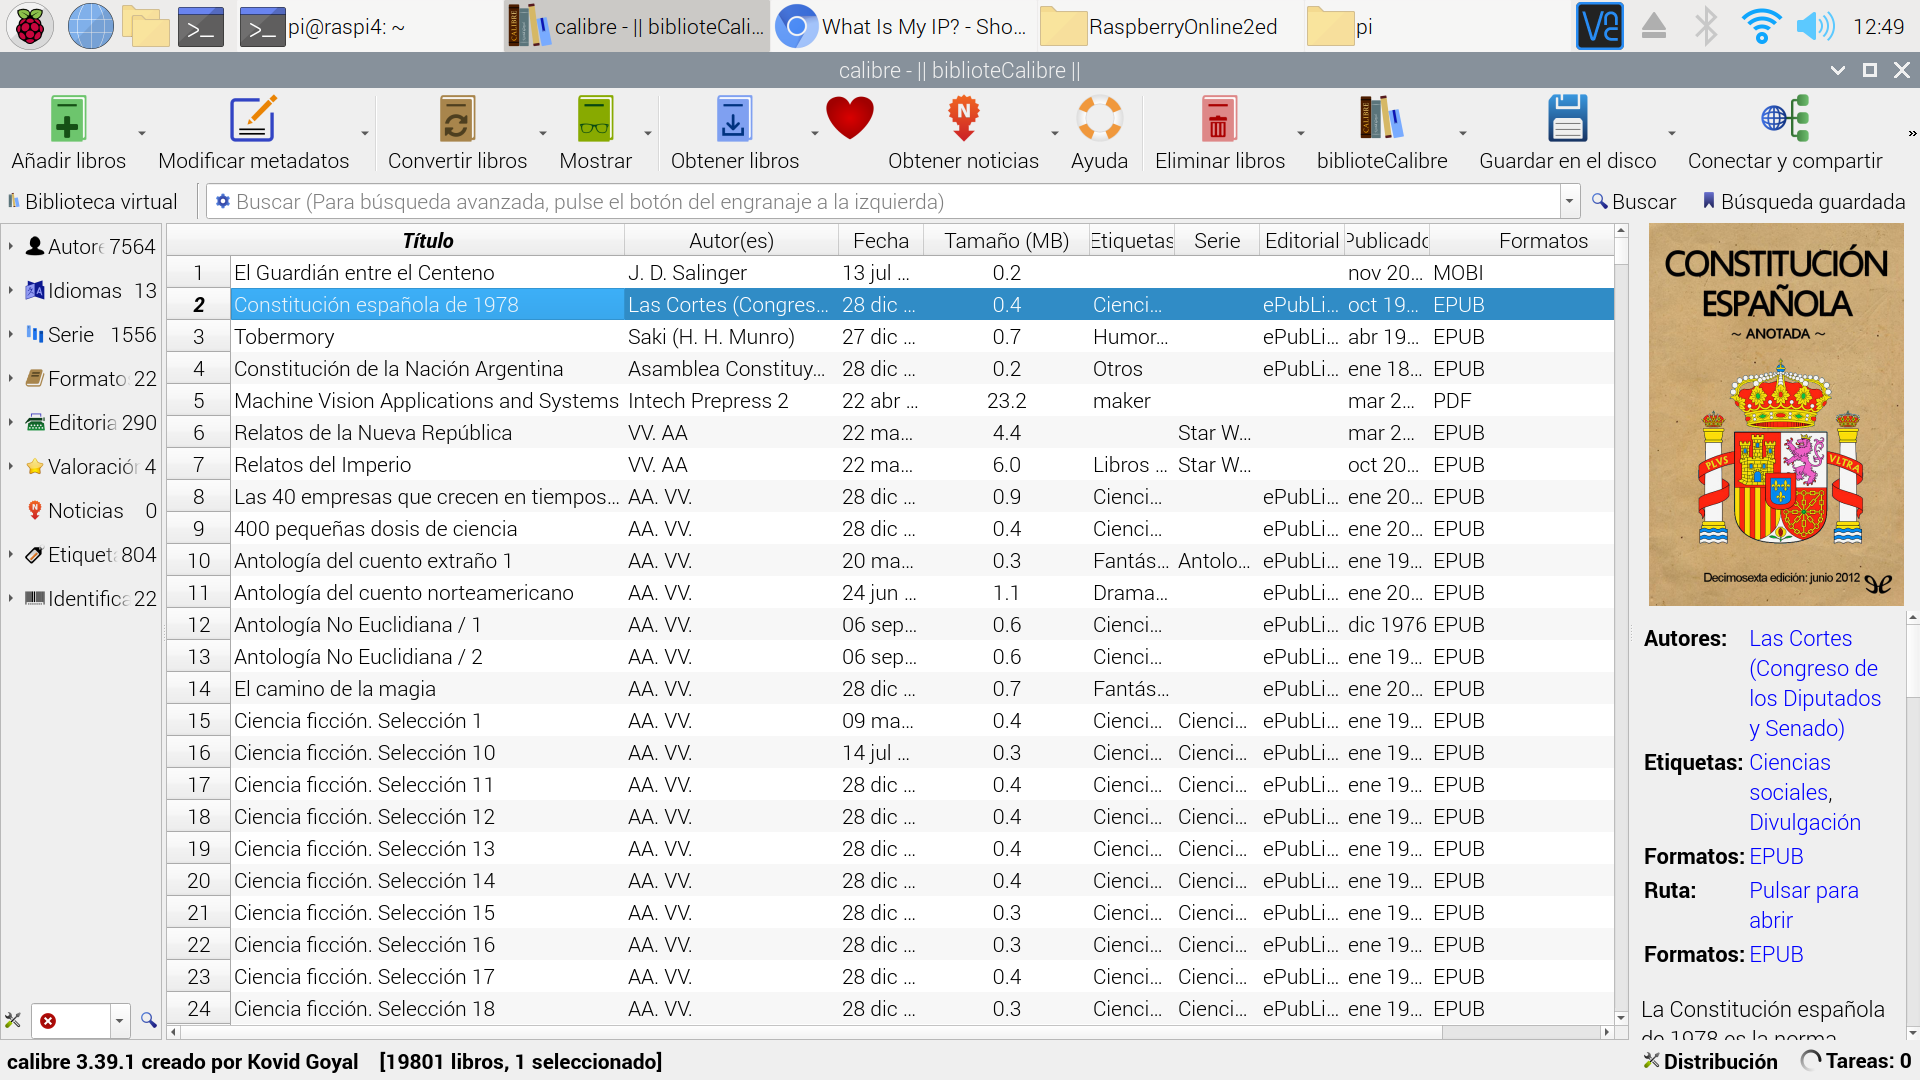 pi@raspi4: ~
calibre - || biblioteCali...
What Is My IP? - Sho...
RaspberryOnline2ed
pi
12:49
calibre - || biblioteCalibre ||
Añadir libros
Modificar metadatos
Convertir libros
Mostrar
Obtener libros
Obtener noticias
Ayuda
Eliminar libros
biblioteCalibre
Guardar en el disco
Conectar y compartir
»
Biblioteca virtual
Buscar (Para búsqueda avanzada, pulse el botón del engranaje a la izquierda)
Buscar
Búsqueda guardada
Autore 7564
Idiomas 13
Serie 1556
Formato 22
Editoria 290
Valoración 4
Noticias 0
Etiquet 804
Identifica 22
Título Autor(es) Fecha Tamaño (MB) Etiquetas Serie Editorial Publicado Formatos
1 El Guardián entre el Centeno J. D. Salinger 13 jul ... 0.2 nov 20... MOBI
2 Constitución española de 1978 Las Cortes (Congres... 28 dic ... 0.4 Cienci... ePubLi... oct 19... EPUB
3 Tobermory Saki (H. H. Munro) 27 dic ... 0.7 Humor... ePubLi... abr 19... EPUB
4 Constitución de la Nación Argentina Asamblea Constituy... 28 dic ... 0.2 Otros ePubLi... ene 18... EPUB
5 Machine Vision Applications and Systems Intech Prepress 2 22 abr ... 23.2 maker mar 2... PDF
6 Relatos de la Nueva República VV. AA 22 ma... 4.4 Star W... mar 2... EPUB
7 Relatos del Imperio VV. AA 22 ma... 6.0 Libros ... Star W... oct 20... EPUB
8 Las 40 empresas que crecen en tiempos... AA. VV. 28 dic ... 0.9 Cienci... ePubLi... ene 20... EPUB
9 400 pequeñas dosis de ciencia AA. VV. 28 dic ... 0.4 Cienci... ePubLi... ene 20... EPUB
10 Antología del cuento extraño 1 AA. VV. 20 ma... 0.3 Fantás... Antolo... ePubLi... ene 19... EPUB
11 Antología del cuento norteamericano AA. VV. 24 jun ... 1.1 Drama... ePubLi... ene 20... EPUB
12 Antología No Euclidiana / 1 AA. VV. 06 sep... 0.6 Cienci... ePubLi... dic 1976 EPUB
13 Antología No Euclidiana / 2 AA. VV. 06 sep... 0.6 Cienci... ePubLi... ene 19... EPUB
14 El camino de la magia AA. VV. 28 dic ... 0.7 Fantás... ePubLi... ene 20... EPUB
15 Ciencia ficción. Selección 1 AA. VV. 09 ma... 0.4 Cienci... Cienci... ePubLi... ene 19... EPUB
16 Ciencia ficción. Selección 10 AA. VV. 14 jul ... 0.3 Cienci... Cienci... ePubLi... ene 19... EPUB
17 Ciencia ficción. Selección 11 AA. VV. 28 dic ... 0.4 Cienci... Cienci... ePubLi... ene 19... EPUB
18 Ciencia ficción. Selección 12 AA. VV. 28 dic ... 0.4 Cienci... Cienci... ePubLi... ene 19... EPUB
19 Ciencia ficción. Selección 13 AA. VV. 28 dic ... 0.4 Cienci... Cienci... ePubLi... ene 19... EPUB
20 Ciencia ficción. Selección 14 AA. VV. 28 dic ... 0.4 Cienci... Cienci... ePubLi... ene 19... EPUB
21 Ciencia ficción. Selección 15 AA. VV. 28 dic ... 0.3 Cienci... Cienci... ePubLi... ene 19... EPUB
22 Ciencia ficción. Selección 16 AA. VV. 28 dic ... 0.3 Cienci... Cienci... ePubLi... ene 19... EPUB
23 Ciencia ficción. Selección 17 AA. VV. 28 dic ... 0.4 Cienci... Cienci... ePubLi... ene 19... EPUB
24 Ciencia ficción. Selección 18 AA. VV. 28 dic ... 0.3 Cienci... Cienci... ePubLi... ene 19... EPUB
CONSTITUCIÓN
ESPAÑOLA
~ ANOTADA ~
PLVS VLTRA
Decimosexta edición: junio 2012
Autores: Las Cortes
(Congreso de
los Diputados
y Senado)
Etiquetas: Ciencias
sociales,
Divulgación
Formatos: EPUB
Ruta: Pulsar para
abrir
Formatos: EPUB
La Constitución española
de 1978 es la norma
calibre 3.39.1 creado por Kovid Goyal [19801 libros, 1 seleccionado]
Distribución
Tareas: 0